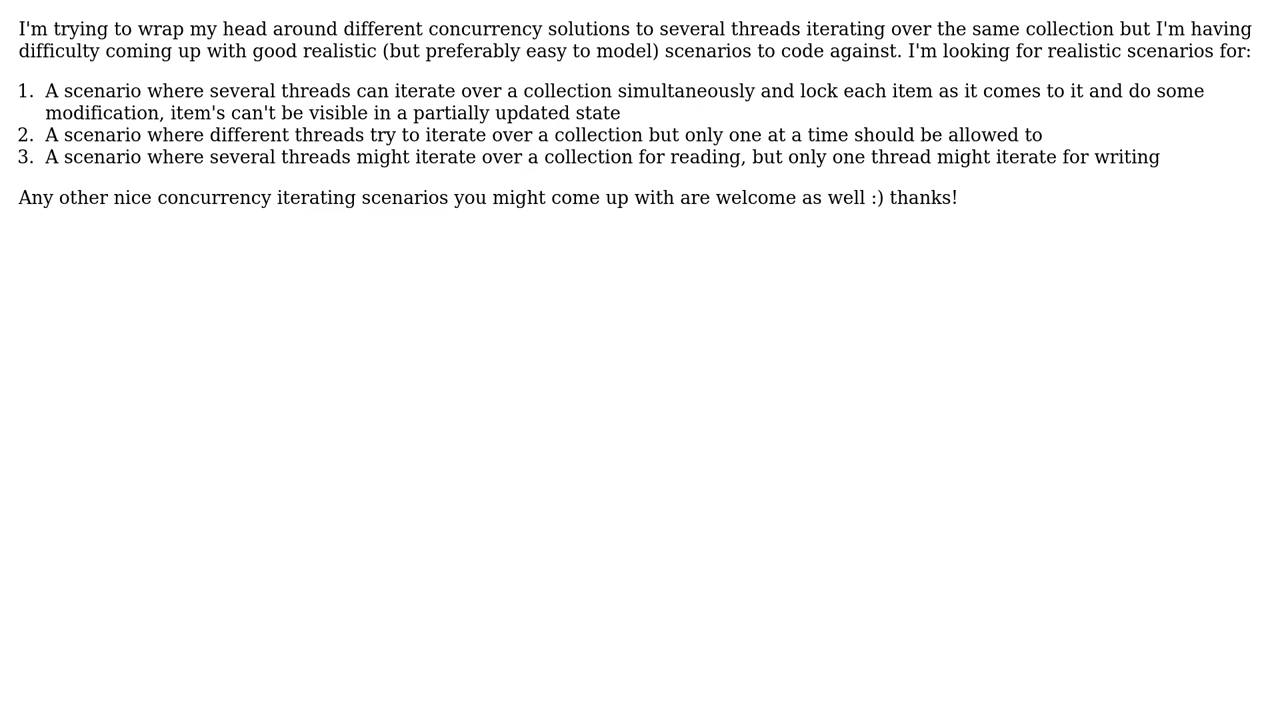 I'm trying to wrap my head around different concurrency solutions to several threads iterating over the same collection but I'm having
difficulty coming up with good realistic (but preferably easy to model) scenarios to code against. I'm looking for realistic scenarios for:
1. A scenario where several threads can iterate over a collection simultaneously and lock each item as it comes to it and do some
modification, item's can't be visible in a partially updated state
2. A scenario where different threads try to iterate over a collection but only one at a time should be allowed to
3. A scenario where several threads might iterate over a collection for reading, but only one thread might iterate for writing
Any other nice concurrency iterating scenarios you might come up with are welcome as well :) thanks!